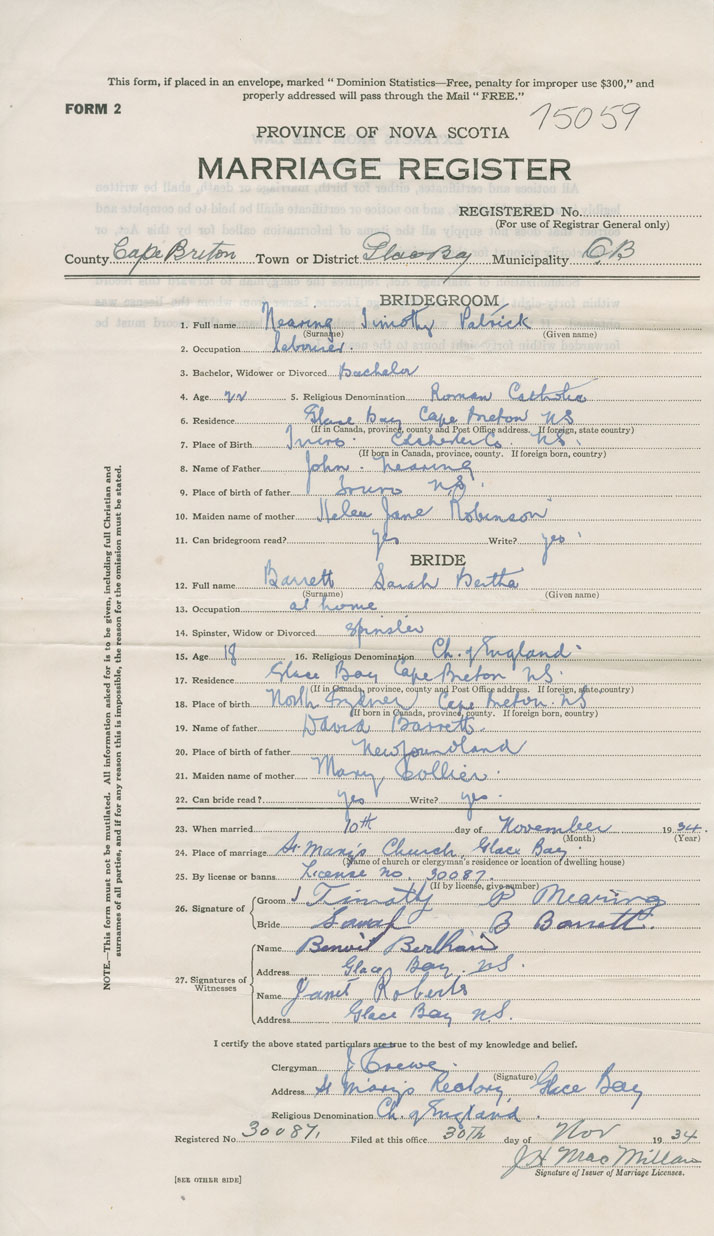 This form, if placed in an envelope, marked " Dominion Statistics—Free, penalty for improper use $300," and
properly addressed will pass through the Mail " FREE."
FORM 2
15059
PROVINCE OF NOVA SCOTIA
MARRIAGE REGISTER
REGISTERED No.
(For use of Registrar General only)
County Cape Breton Town or District Glace Bay Municipality C.B
BRIDEGROOM
1. Full name Nearing Timothy Patrick
(Surname) (Given name)
2. Occupation labourer.
3. Bachelor, Widower or Divorced Bachelor
4. Age 22 5. Religious Denomination Roman Catholic
6. Residence Glace Bay Cape Breton NS
(If in Canada, province, county and Post Office address. If foreign, state country)
7. Place of Birth Truro Colchester Co N.S.
(If born in Canada, province, county. If foreign born, country)
8. Name of Father John Nearing
9. Place of birth of father Truro N.S.
10. Maiden name of mother Helen Jane Robinson
11. Can bridegroom read? yes Write? yes
BRIDE
12. Full name Barrett Sarah Bertha
(Surname) (Given name)
13. Occupation at home
14. Spinster, Widow or Divorced spinster
15. Age 18 16. Religious Denomination Ch. of England.
17. Residence Glace Bay Cape Breton N.S.
(If in Canada, province, county and Post Office address. If foreign, state country)
18. Place of birth North Sydney Cape Breton. N.S
(If born in Canada, province, county. If foreign born, country)
19. Name of father David Barrett.
20. Place of birth of father Newfoundland
21. Maiden name of mother Mary Collier.
22. Can bride read? yes Write? yes.
23. When married 10th day of November 1934.
(Month) (Year)
24. Place of marriage St Mary's Church, Glace Bay.
(Name of church or clergyman's residence or location of dwelling house)
25. By license or banns. License no. 30087.
(If by license, give number)
26. Signature of Groom Timothy P Nearing
Bride Sarah B Barrett.
27. Signatures of Witnesses
Name Benoit
Address Glace Bay. N.S.
Name Janet Roberts
Address Glace Bay N.S.
I certify the above stated particulars are true to the best of my knowledge and belief.
Clergyman J Crewe.
(Signature)
Address St Mary's Rectory, Glace Bay
Religious Denomination Ch. of England.
Registered No. 30087. Filed at this office 30th day of Nov 1934
J H MacMillan
Signature of Issuer of Marriage Licenses.
[SEE OTHER SIDE]
NOTE.—This form must not be mutilated. All information asked for is to be given, including full Christian and
surnames of all parties, and if for any reason this is impossible, the reason for the omission must be stated.